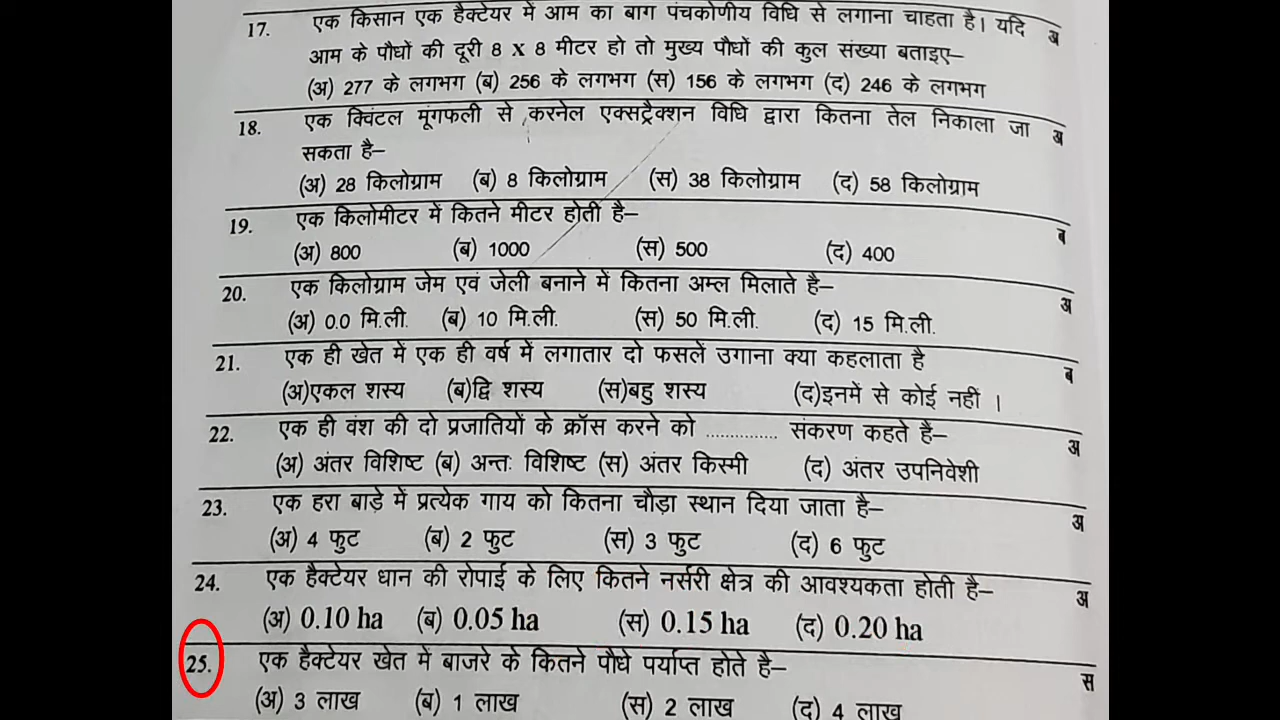 17. एक किसान एक हैक्टेयर में आम का बाग पंचकोणीय विधि से लगाना चाहता है। यदि अ
आम के पौधों की दूरी 8 x 8 मीटर हो तो मुख्य पौधों की कुल संख्या बताइए–
(अ) 277 के लगभग (ब) 256 के लगभग (स) 156 के लगभग (द) 246 के लगभग
18. एक क्विंटल मूंगफली से करनेल एक्सट्रैक्शन विधि द्वारा कितना तेल निकाला जा अ
सकता है–
(अ) 28 किलोग्राम (ब) 8 किलोग्राम (स) 38 किलोग्राम (द) 58 किलोग्राम
19. एक किलोमीटर में कितने मीटर होती है– ब
(अ) 800 (ब) 1000 (स) 500 (द) 400
20. एक किलोग्राम जेम एवं जेली बनाने में कितना अम्ल मिलाते है– अ
(अ) 0.0 मि.ली. (ब) 10 मि.ली. (स) 50 मि.ली. (द) 15 मि.ली.
21. एक ही खेत में एक ही वर्ष में लगातार दो फसलें उगाना क्या कहलाता है ब
(अ)एकल शस्य (ब)द्वि शस्य (स)बहु शस्य (द)इनमें से कोई नहीं ।
22. एक ही वंश की दो प्रजातियों के क्रॉस करने को .............. संकरण कहते है– अ
(अ) अंतर विशिष्ट (ब) अन्तः विशिष्ट (स) अंतर किस्मी (द) अंतर उपनिवेशी
23. एक हरा बाड़े में प्रत्येक गाय को कितना चौड़ा स्थान दिया जाता है– अ
(अ) 4 फुट (ब) 2 फुट (स) 3 फुट (द) 6 फुट
24. एक हैक्टेयर धान की रोपाई के लिए कितने नर्सरी क्षेत्र की आवश्यकता होती है– अ
(अ) 0.10 ha (ब) 0.05 ha (स) 0.15 ha (द) 0.20 ha
25. एक हैक्टेयर खेत में बाजरे के कितने पौधे पर्याप्त होते है– स
(अ) 3 लाख (ब) 1 लाख (स) 2 लाख (द) 4 लाख